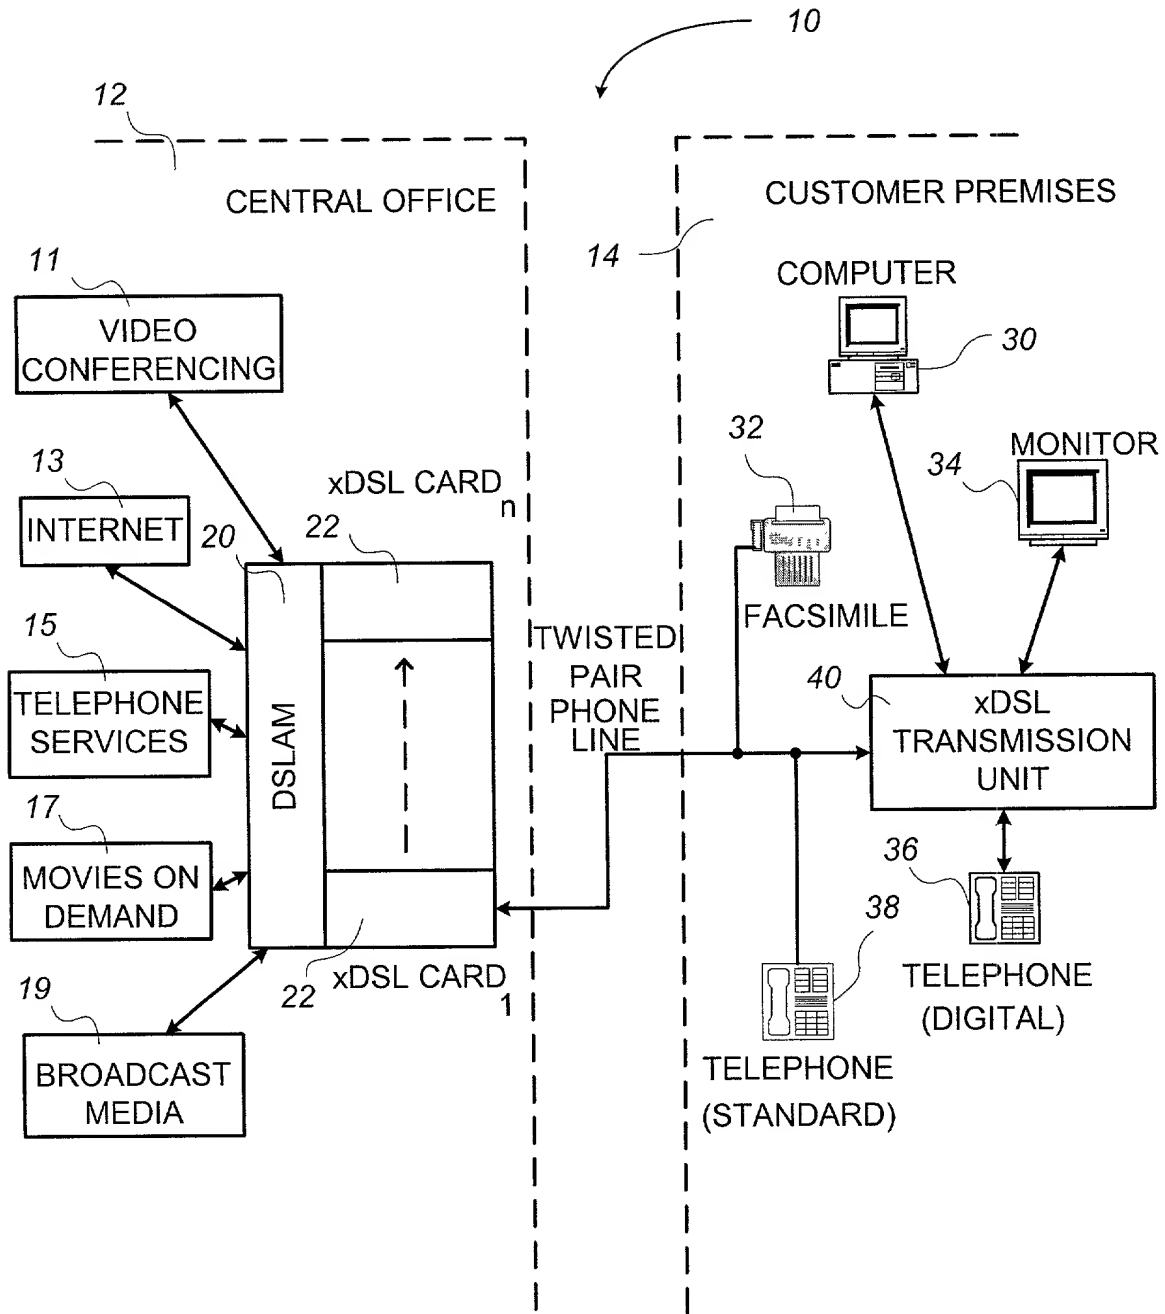 10
12
CENTRAL OFFICE
CUSTOMER PREMISES
14
11
VIDEO
CONFERENCING
COMPUTER
30
32
MONITOR
34
13
INTERNET
xDSL CARD n
20
22
FACSIMILE
15
TELEPHONE
SERVICES
DSLAM
TWISTED
PAIR
PHONE
LINE
40
xDSL
TRANSMISSION
UNIT
17
MOVIES ON
DEMAND
36
38
22
xDSL CARD 1
TELEPHONE
(DIGITAL)
19
BROADCAST
MEDIA
TELEPHONE
(STANDARD)